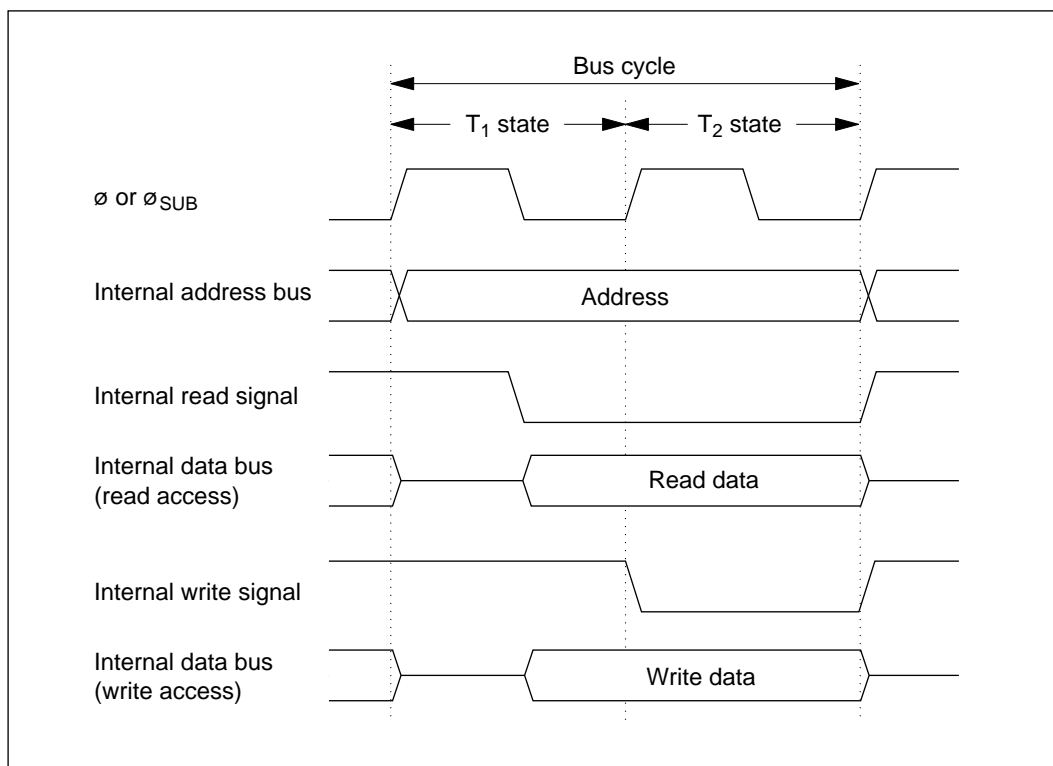 Bus cycle
T1 state
T2 state
ø or øSUB
Internal address bus
Address
Internal read signal
Internal data bus
(read access)
Read data
Internal write signal
Internal data bus
(write access)
Write data